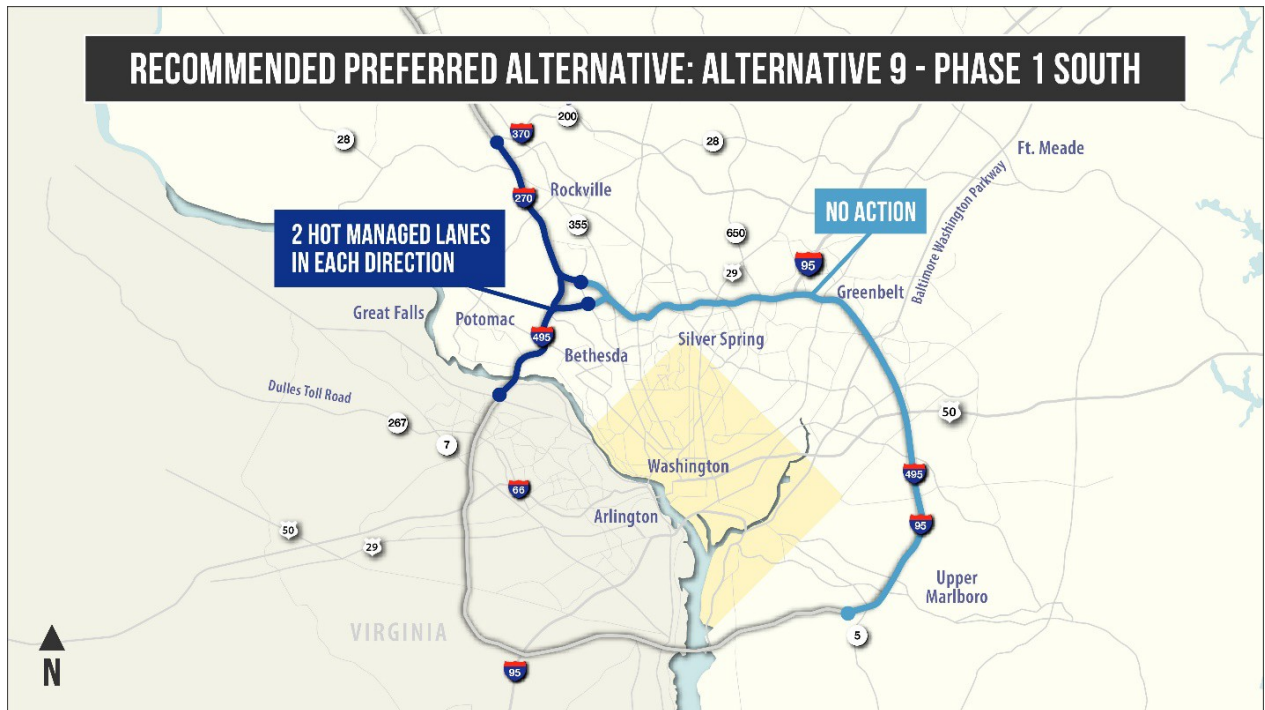 RECOMMENDED PREFERRED ALTERNATIVE: ALTERNATIVE 9 - PHASE 1 SOUTH
370
200
28
28
Ft. Meade
270
Rockville
NO ACTION
2 HOT MANAGED LANES
IN EACH DIRECTION
355
650
Baltimore Washington Parkway
95
29
Greenbelt
Great Falls
Potomac
495
Silver Spring
Bethesda
Dulles Toll Road
267
7
50
Washington
495
66
Arlington
95
50
29
Upper
Marlboro
VIRGINIA
5
N
95